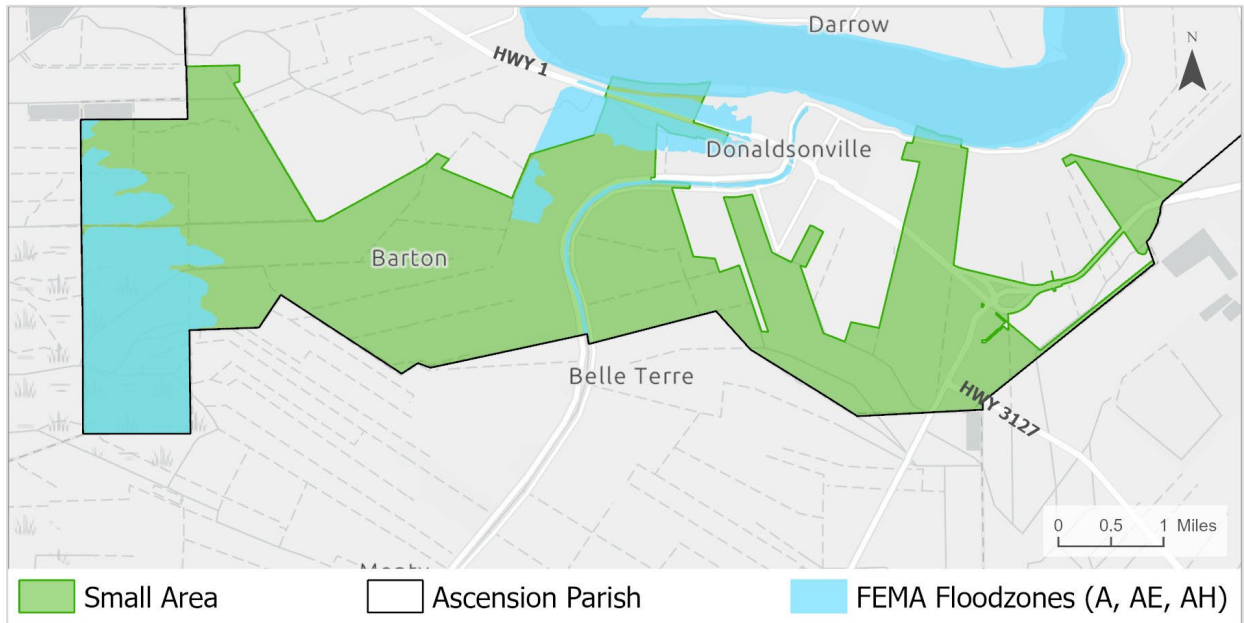 Darrow
HWY 1
N
Donaldsonville
Barton
Belle Terre
HWY 3127
0 0.5 1 Miles
Small Area
Ascension Parish
FEMA Floodzones (A, AE, AH)